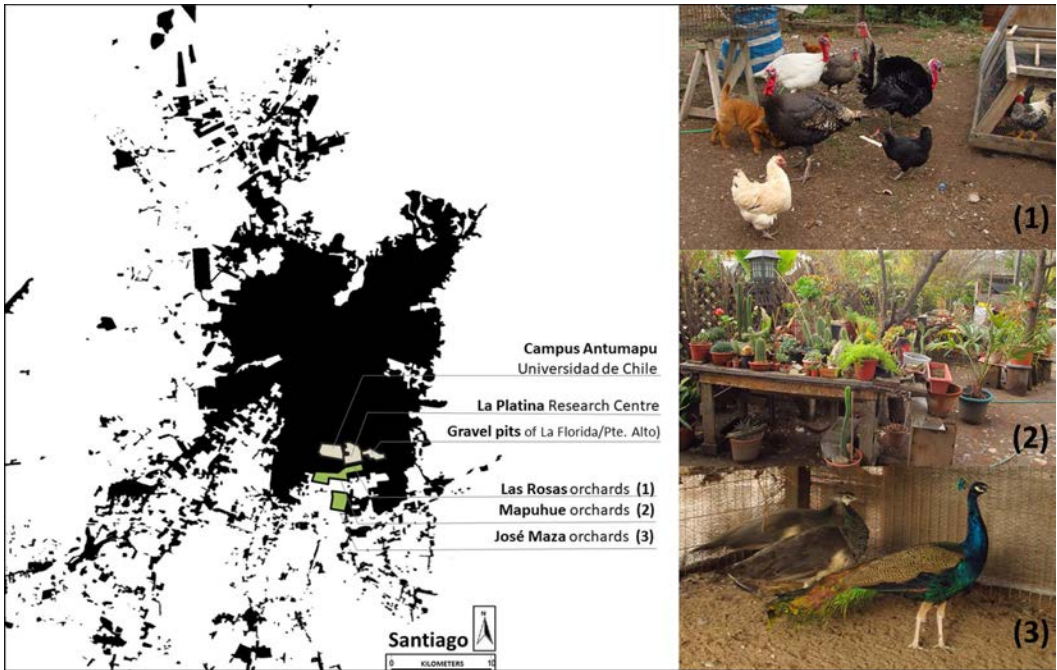 Campus Antumapu
Universidad de Chile
La Platina Research Centre
Gravel pits of La Florida/Pte. Alto)
Las Rosas orchards (1)
Mapuhue orchards (2)
José Maza orchards (3)
Santiago
N
0 KILOMETERS 10
(1)
(2)
(3)